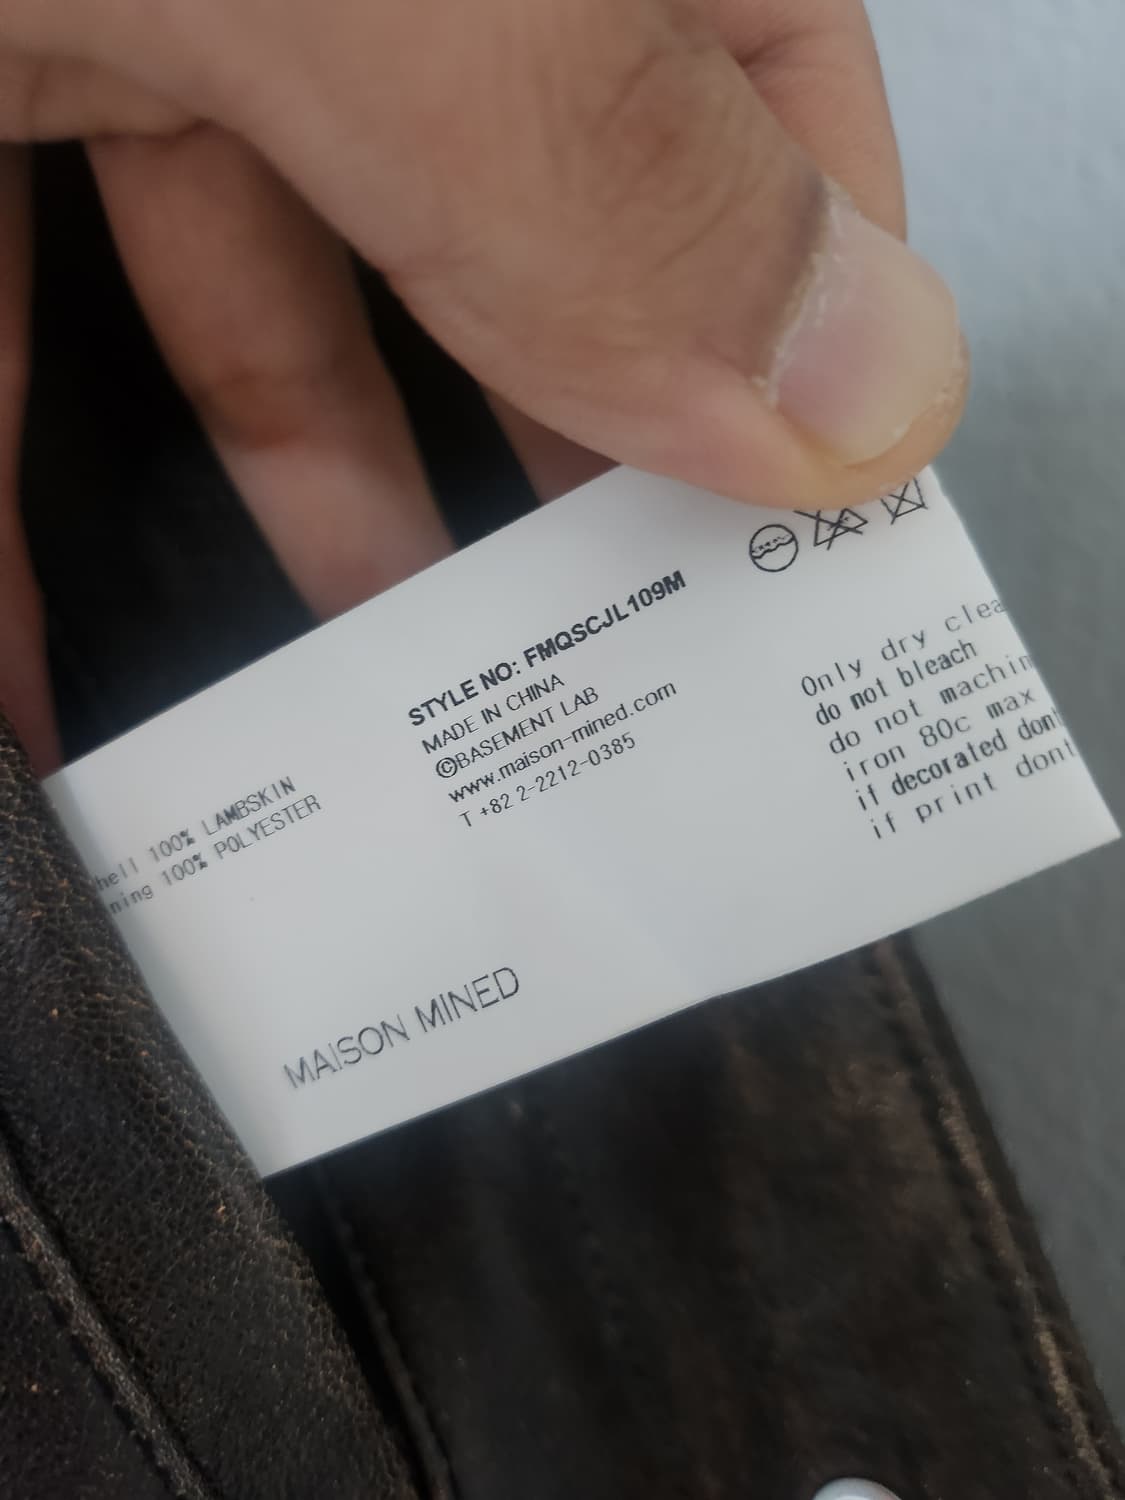 hell 100% LAMBSKIN
ning 100% POLYESTER
MAISON MINED
STYLE NO: FMQSCJL109M
MADE IN CHINA
©BASEMENT LAB
www.maison-mined.com
T +82 2-2212-0385
Only dry clea
do not bleach
do not machin
iron 80c max
if decorated dont
if print dont